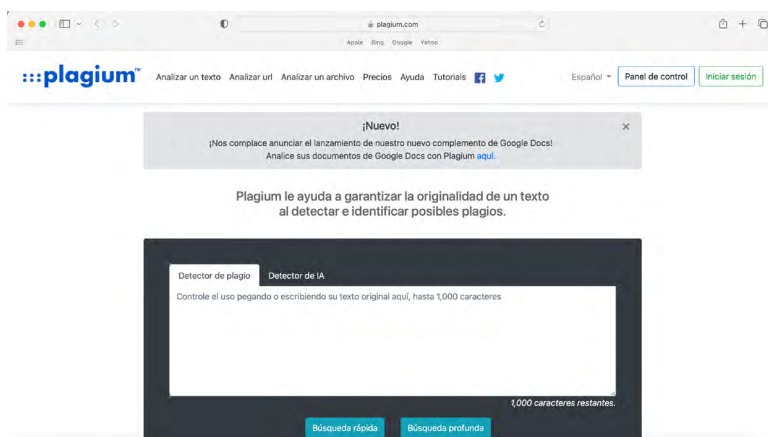 plagium.com
Apple Bing Google Yahoo
:::plagium™ Analizar un texto Analizar url Analizar un archivo Precios Ayuda Tutorials Español Panel de control Iniciar sesión
¡Nuevo!
¡Nos complace anunciar el lanzamiento de nuestro nuevo complemento de Google Docs!
Analice sus documentos de Google Docs con Plagium aquí.
Plagium le ayuda a garantizar la originalidad de un texto
al detectar e identificar posibles plagios.
Detector de plagio Detector de IA
Controle el uso pegando o escribiendo su texto original aquí, hasta 1,000 caracteres
1,000 caracteres restantes.
Búsqueda rápida Búsqueda profunda